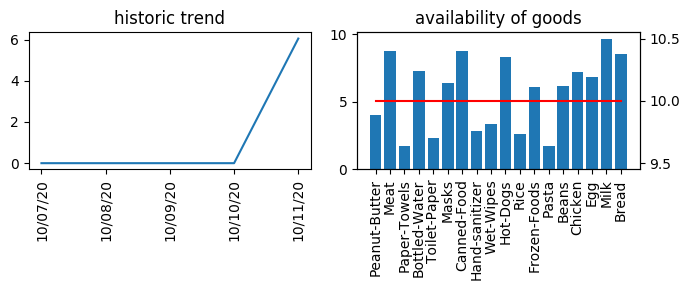 historic trend
6
4
2
0
10/07/20
10/08/20
10/09/20
10/10/20
10/11/20
availability of goods
10
5
0
10.5
10.0
9.5
Peanut-Butter
Meat
Paper-Towels
Bottled-Water
Toilet-Paper
Masks
Canned-Food
Hand-sanitizer
Wet-Wipes
Hot-Dogs
Rice
Frozen-Foods
Pasta
Beans
Chicken
Egg
Milk
Bread